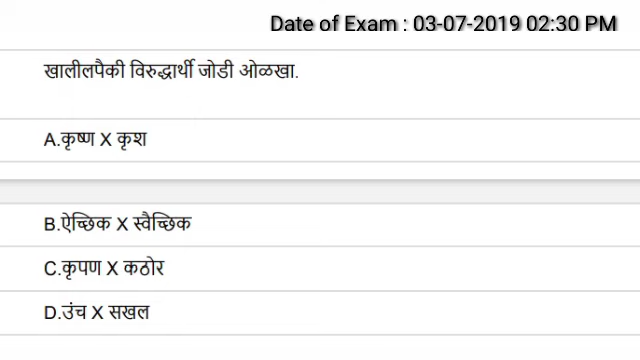 Date of Exam : 03-07-2019 02:30 PM
खालीलपैकी विरुद्धार्थी जोडी ओळखा.
A.कृष्ण X कृश
B.ऐच्छिक X स्वैच्छिक
C.कृपण X कठोर
D.उंच X सखल